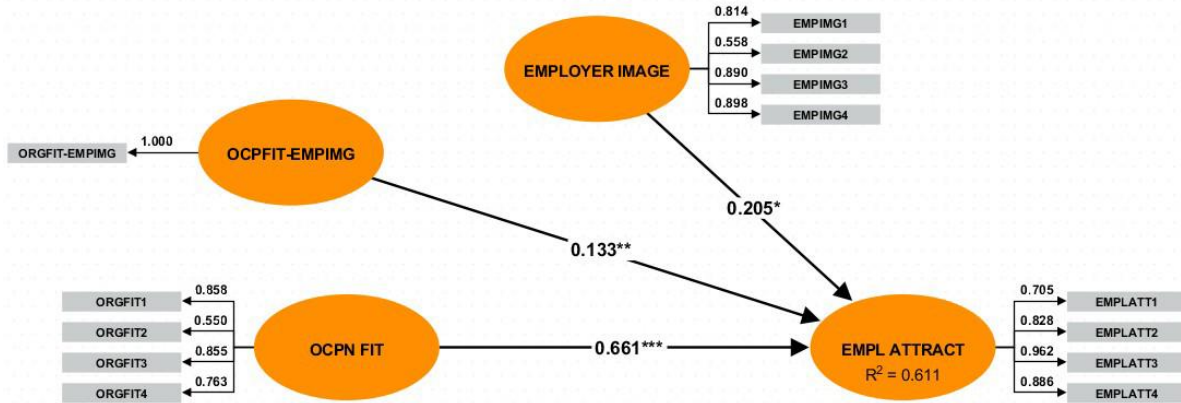 0.814
EMPIMG1
0.558
EMPIMG2
EMPLOYER IMAGE
0.890
EMPIMG3
0.898
EMPIMG4
1.000
ORGFIT-EMPIMG
OCPFIT-EMPIMG
0.205*
0.133**
0.858
ORGFIT1
0.550
ORGFIT2
0.855
ORGFIT3
0.763
ORGFIT4
OCPN FIT
0.661***
EMPL ATTRACT
R² = 0.611
0.705
EMPLATT1
0.828
EMPLATT2
0.962
EMPLATT3
0.886
EMPLATT4